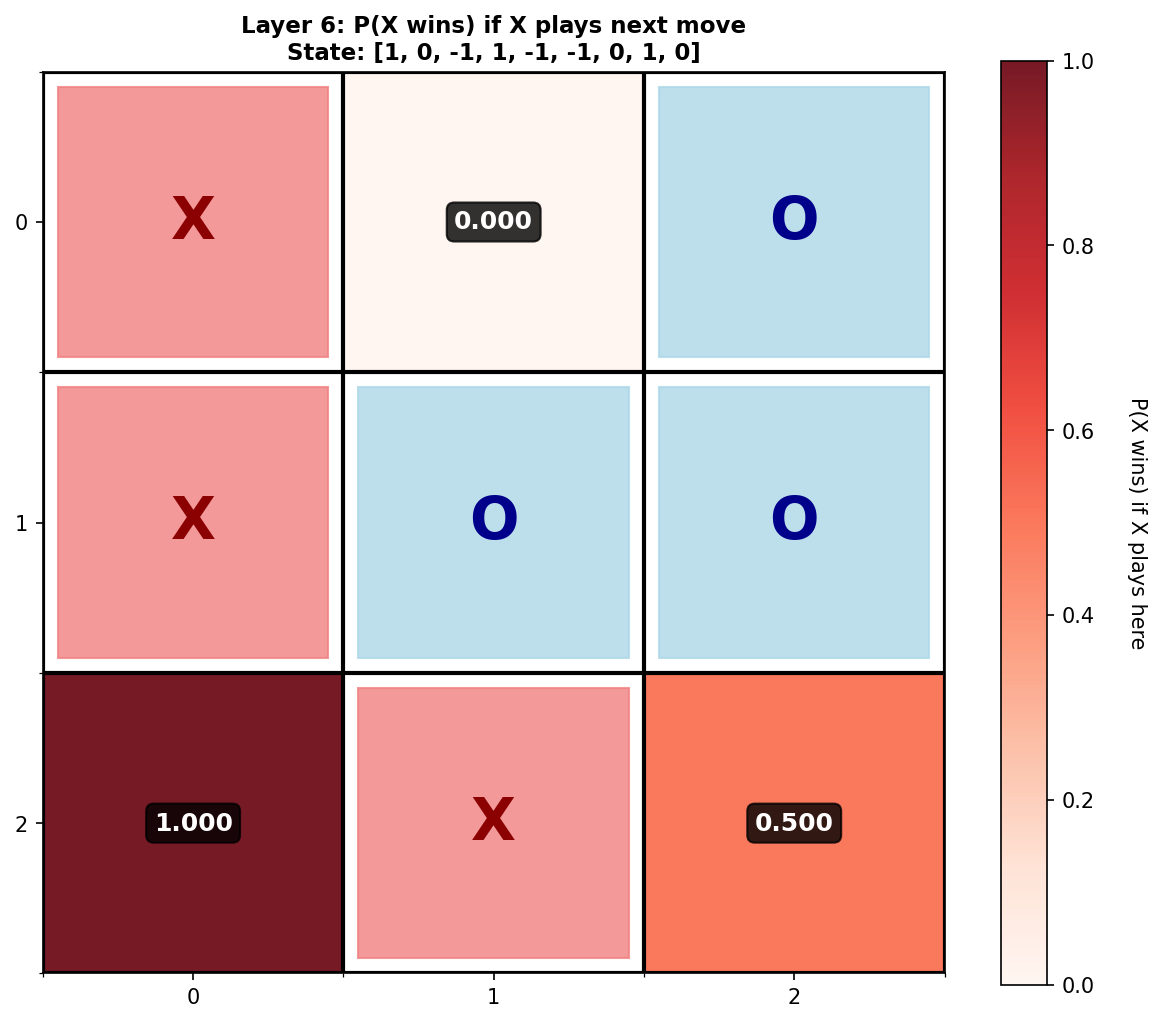 Layer 6: P(X wins) if X plays next move
State: [1, 0, -1, 1, -1, -1, 0, 1, 0]
0
X
0.000
O
1
X
O
O
2
1.000
X
0.500
0
1
2
1.0
0.8
0.6
0.4
0.2
0.0
P(X wins) if X plays here